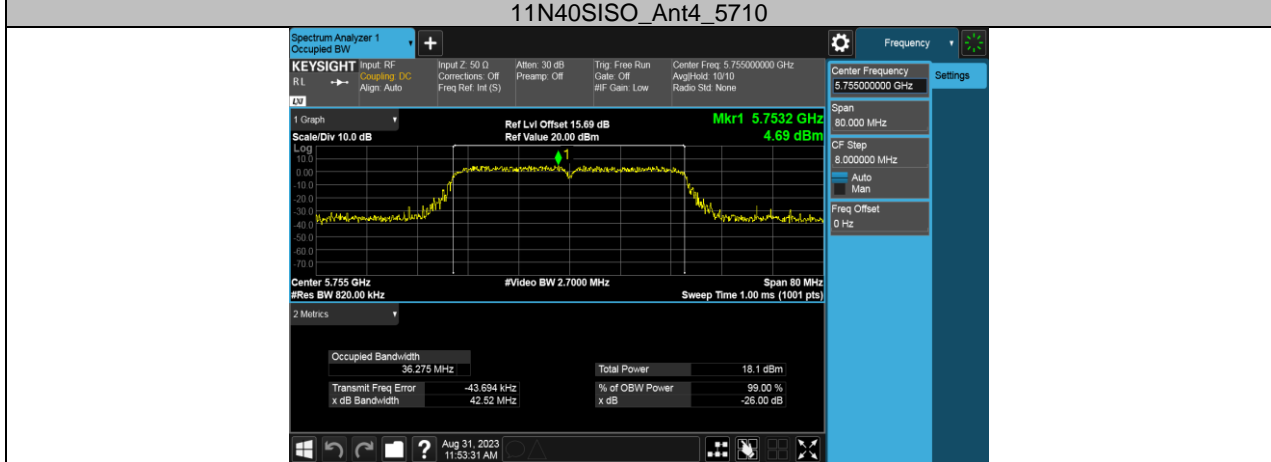 11N40SISO_Ant4_5710
Spectrum Analyzer 1
Occupied BW
+
Frequency
KEYSIGHT
RL
LXI
Input: RF
Coupling: DC
Align: Auto
Input Z: 50 Ω
Corrections: Off
Freq Ref: Int (S)
Atten: 30 dB
Preamp: Off
Trig: Free Run
Gate: Off
#IF Gain: Low
Center Freq: 5.755000000 GHz
Avg|Hold: 10/10
Radio Std: None
Center Frequency
5.755000000 GHz
Settings
Span
80.000 MHz
CF Step
8.000000 MHz
Auto
Man
Freq Offset
0 Hz
1 Graph
Scale/Div 10.0 dB
Ref Lvl Offset 15.69 dB
Ref Value 20.00 dBm
Mkr1 5.7532 GHz
4.69 dBm
Log
10.0
0.00
-10.0
-20.0
-30.0
-40.0
-50.0
-60.0
-70.0
1
Center 5.755 GHz
#Res BW 820.00 kHz
#Video BW 2.7000 MHz
Span 80 MHz
Sweep Time 1.00 ms (1001 pts)
2 Metrics
Occupied Bandwidth
36.275 MHz
Total Power 18.1 dBm
Transmit Freq Error -43.694 kHz
% of OBW Power 99.00 %
x dB Bandwidth 42.52 MHz
x dB -26.00 dB
?
Aug 31, 2023
11:53:31 AM